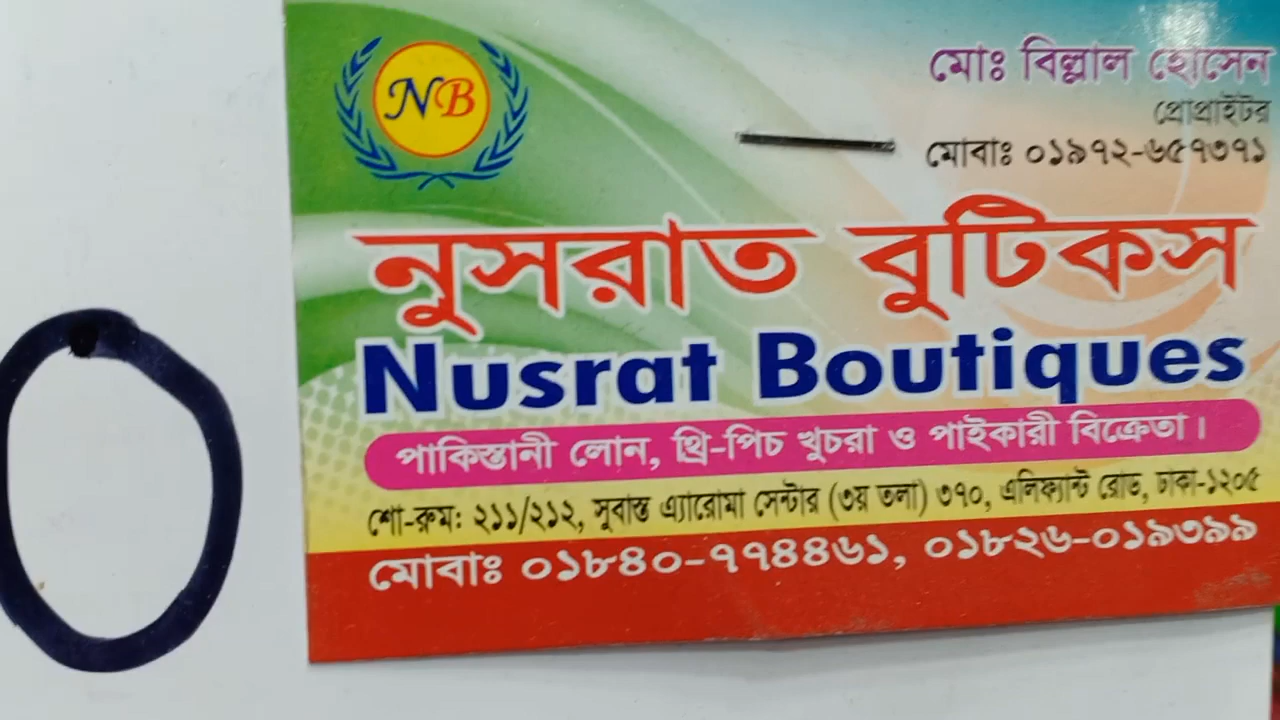 NB
মোঃ বিল্লাল হোসেন
প্রোপ্রাইটর
মোবাঃ ০১৯৭২-৬৫৭৩৭১
নুসরাত বুটিকস
Nusrat Boutiques
পাকিস্তানী লোন, থ্রি-পিচ খুচরা ও পাইকারী বিক্রেতা।
শো-রুম: ২১১/২১২, সুবাস্ত এ্যারোমা সেন্টার (৩য় তলা) ৩৭০, এলিফ্যান্ট রোড, ঢাকা-১২০৫
মোবাঃ ০১৮৪০-৭৭৪৪৬১, ০১৮২৬-০১৯৩৯৯